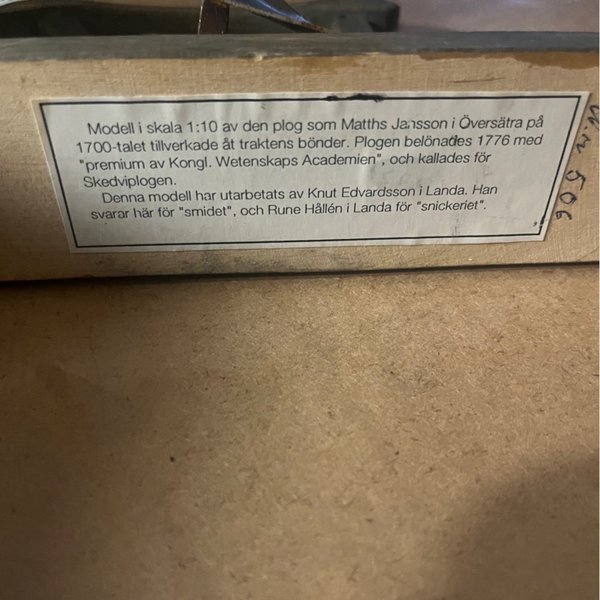 Modell i skala 1:10 av den plog som Matths Jansson i Översätra på
1700-talet tillverkade åt traktens bönder. Plogen belönades 1776 med
"premium av Kongl. Wetenskaps Academien", och kallades för
Skedviplogen.
Denna modell har utarbetats av Knut Edvardsson i Landa. Han
svarar här för "smidet", och Rune Hållén i Landa för "snickeriet".
N:r 506